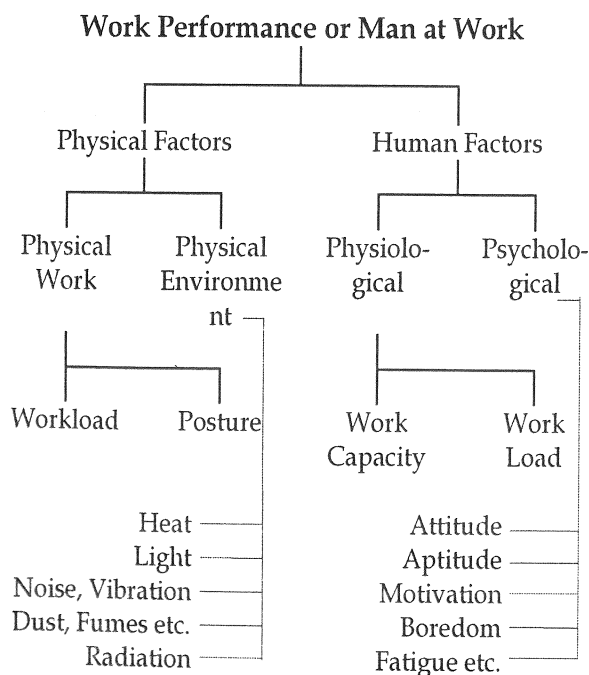 Work Performance or Man at Work
Physical Factors
Human Factors
Physical
Work
Physical
Environme
nt
Physiolo-
gical
Psycholo-
gical
Workload
Posture
Work
Capacity
Work
Load
Heat
Light
Noise, Vibration
Dust, Fumes etc.
Radiation
Attitude
Aptitude
Motivation
Boredom
Fatigue etc.